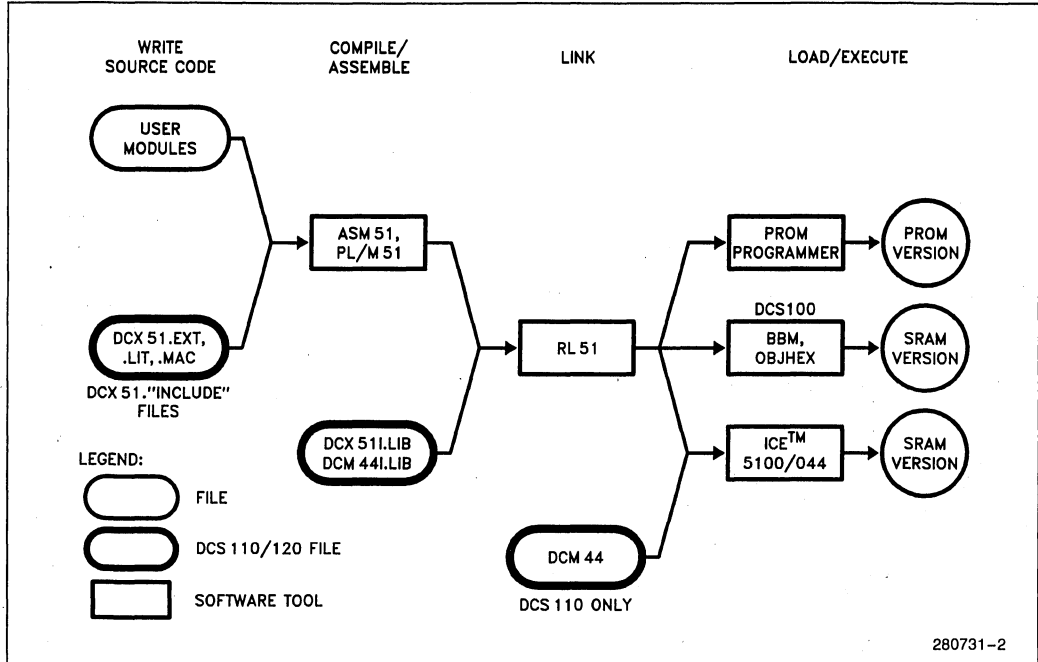 WRITE
SOURCE CODE
COMPILE/
ASSEMBLE
LINK
LOAD/EXECUTE
USER
MODULES
ASM 51,
PL/M 51
PROM
PROGRAMMER
PROM
VERSION
DCX 51.EXT,
.LIT, .MAC
DCX 51."INCLUDE"
FILES
RL 51
DCS100
BBM,
OBJHEX
SRAM
VERSION
DCX 51I.LIB
DCM 44I.LIB
ICE™
5100/044
SRAM
VERSION
LEGEND:
FILE
DCS 110/120 FILE
SOFTWARE TOOL
DCM 44
DCS 110 ONLY
280731-2